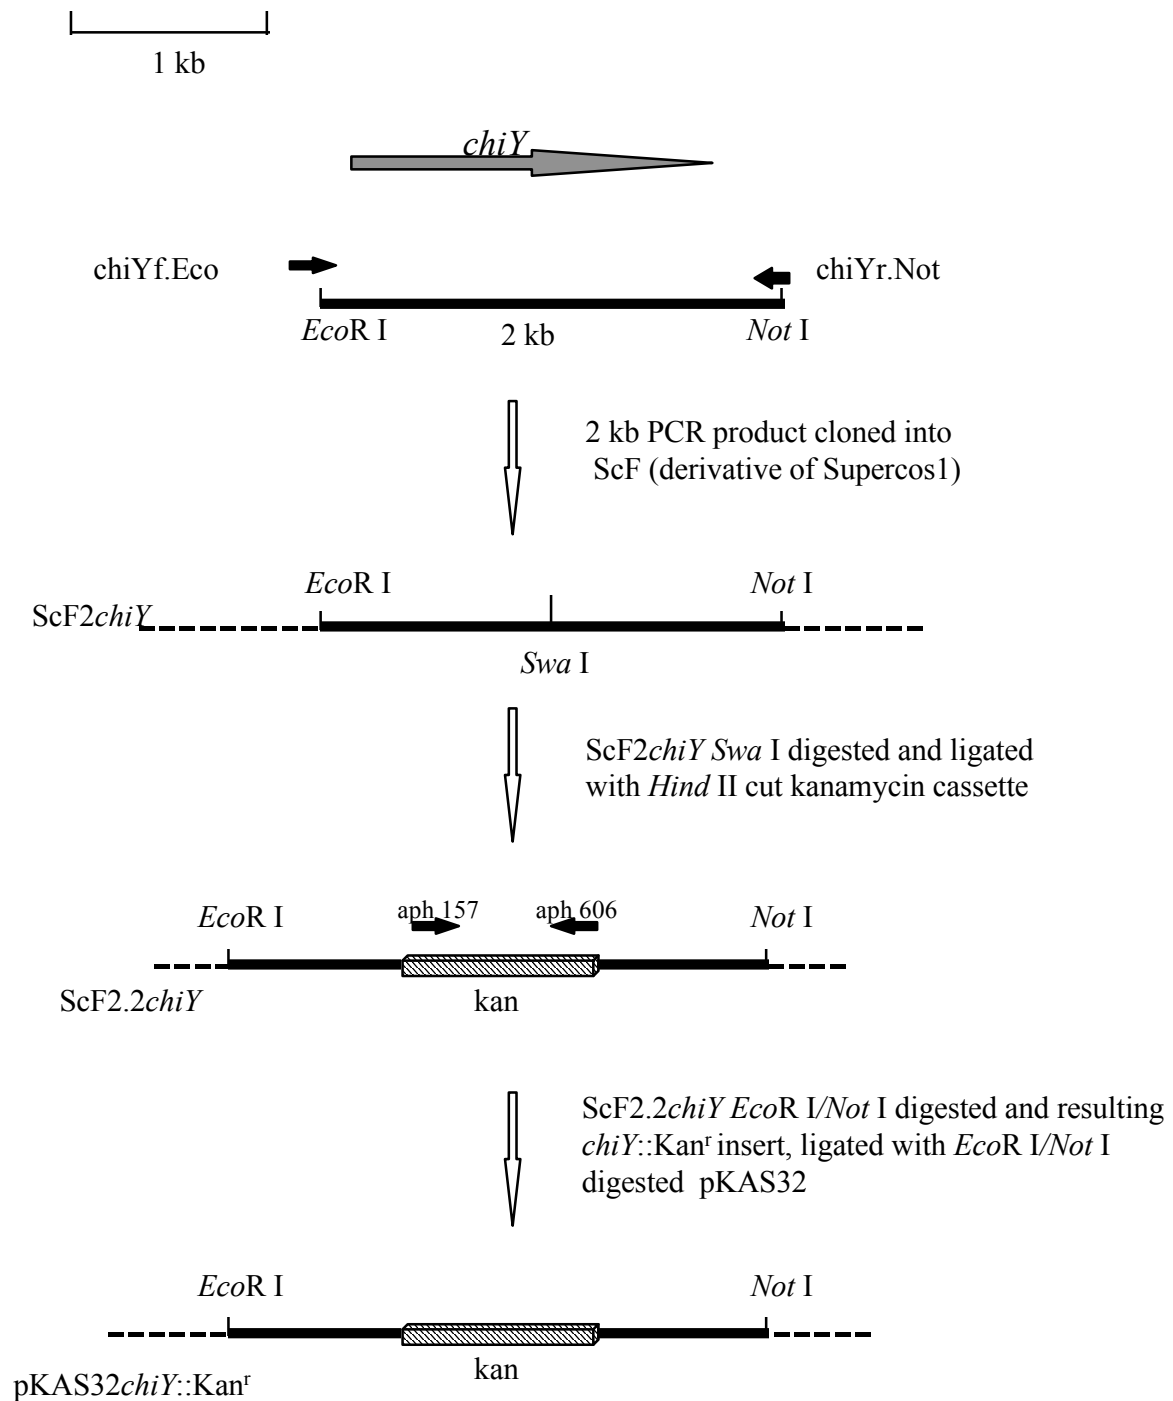 1 kb
chiY
chiYf.Eco
chiYr.Not
EcoR I
2 kb
Not I
2 kb PCR product cloned into
ScF (derivative of Supercos1)
EcoR I
Not I
ScF2chiY
Swa I
ScF2chiY Swa I digested and ligated
with Hind II cut kanamycin cassette
aph 157
aph 606
EcoR I
Not I
ScF2.2chiY
kan
ScF2.2chiY EcoR I/Not I digested and resulting
chiY::Kanʳ insert, ligated with EcoR I/Not I
digested pKAS32
EcoR I
Not I
kan
pKAS32chiY::Kanʳ